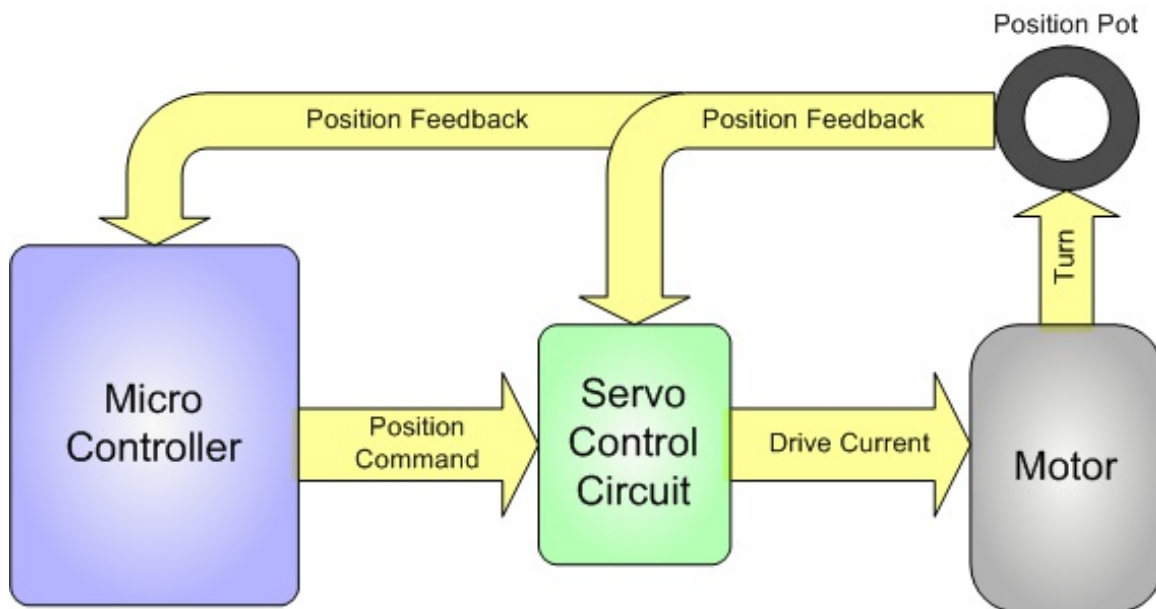 Position Pot
Position Feedback
Position Feedback
Turn
Micro
Controller
Position
Command
Servo
Control
Circuit
Drive Current
Motor